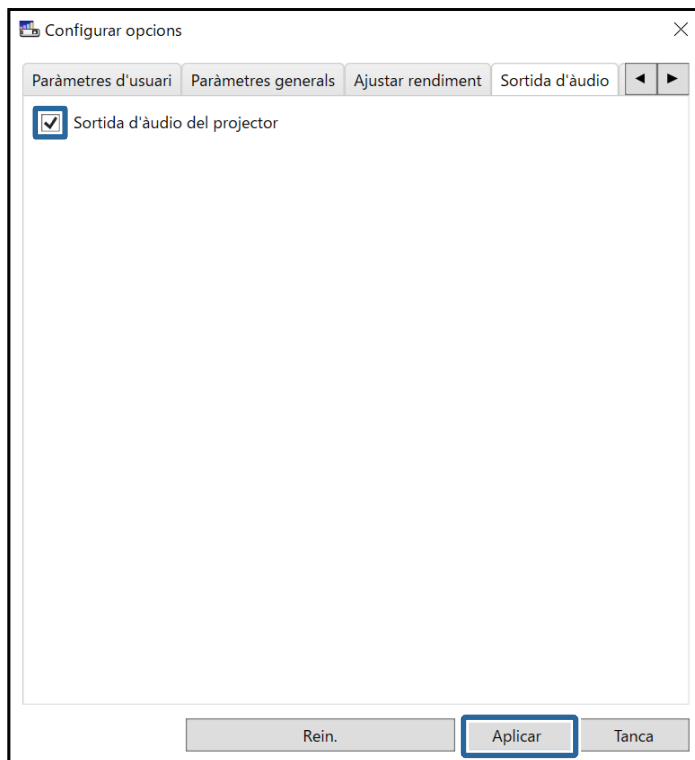 Configurar opcions
Paràmetres d'usuari Paràmetres generals Ajustar rendiment Sortida d'àudio
Sortida d'àudio del projector
Rein. Aplicar Tanca